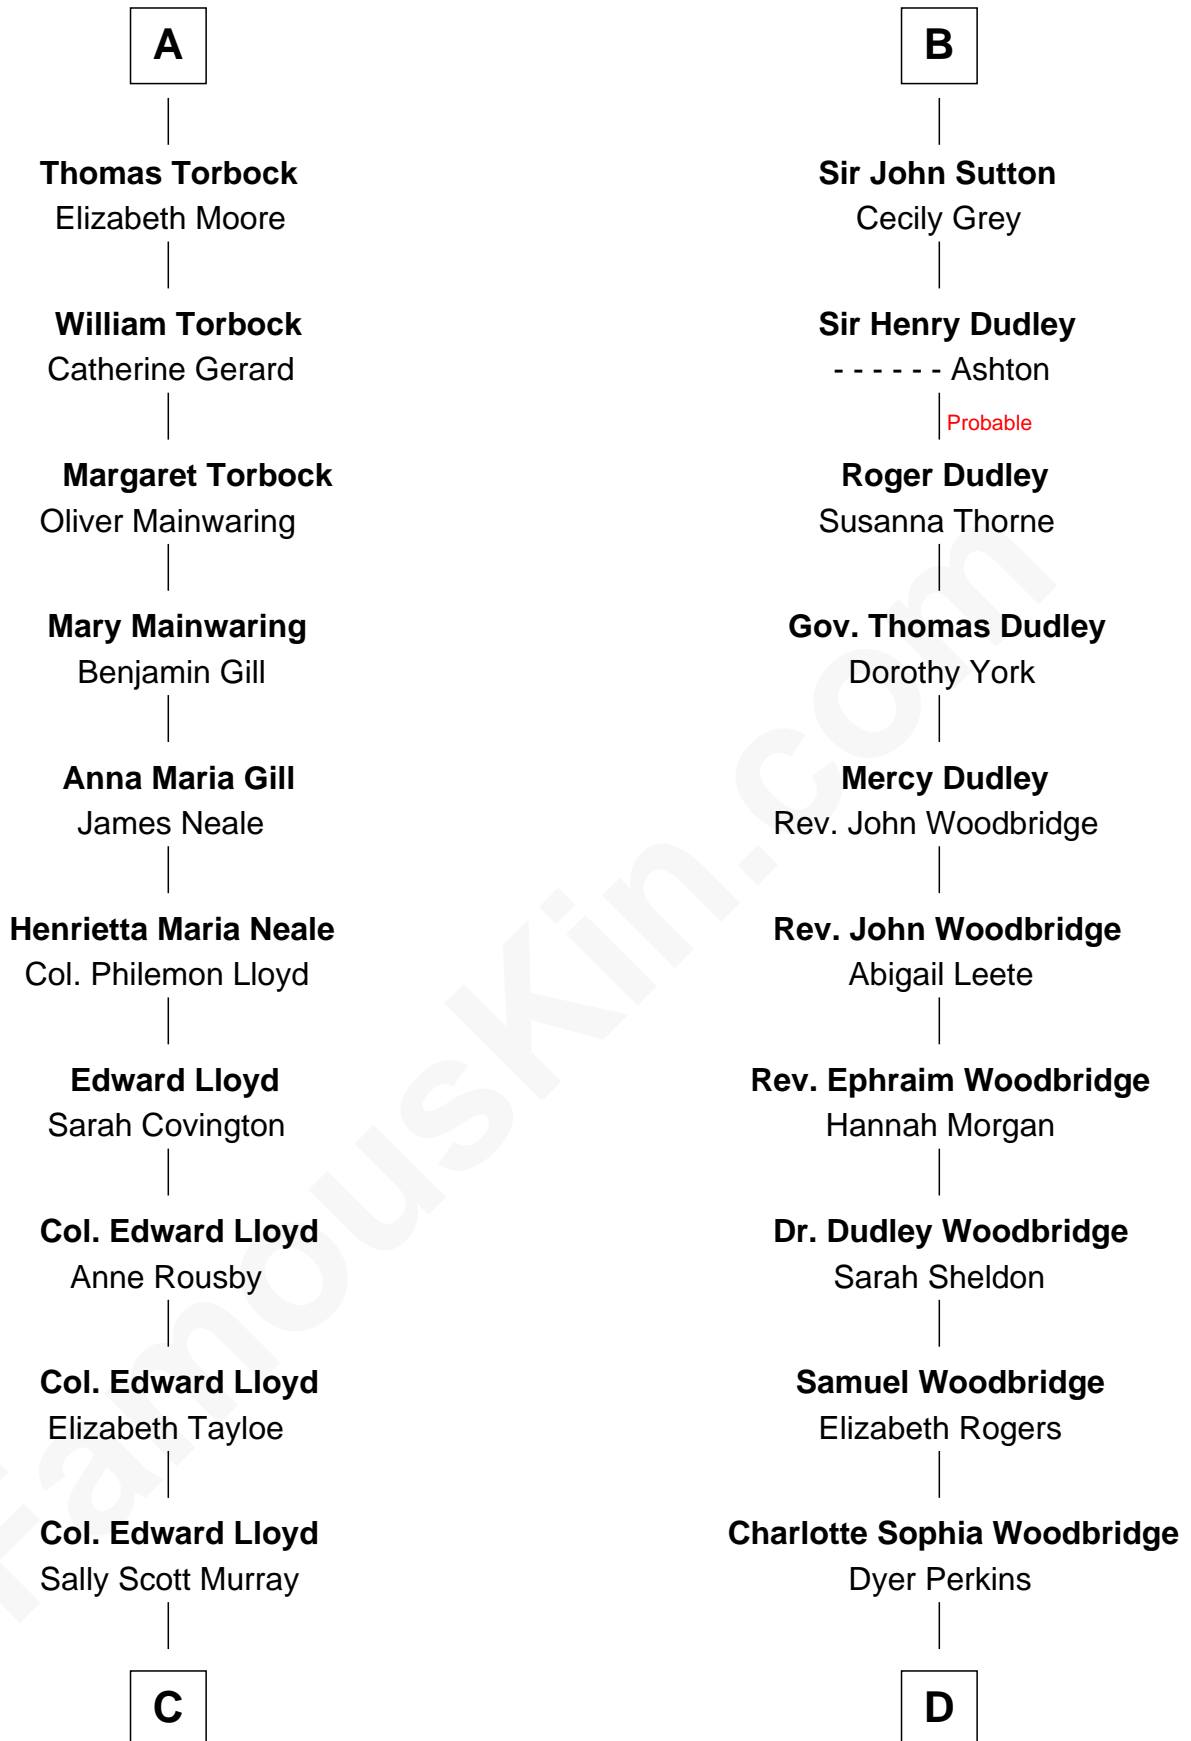 A
Thomas Torbock
Elizabeth Moore
William Torbock
Catherine Gerard
Margaret Torbock
Oliver Mainwaring
Mary Mainwaring
Benjamin Gill
Anna Maria Gill
James Neale
Henrietta Maria Neale
Col. Philemon Lloyd
Edward Lloyd
Sarah Covington
Col. Edward Lloyd
Anne Rousby
Col. Edward Lloyd
Elizabeth Tayloe
Col. Edward Lloyd
Sally Scott Murray
C
B
Sir John Sutton
Cecily Grey
Sir Henry Dudley
- - - - - - Ashton
Probable
Roger Dudley
Susanna Thorne
Gov. Thomas Dudley
Dorothy York
Mercy Dudley
Rev. John Woodbridge
Rev. John Woodbridge
Abigail Leete
Rev. Ephraim Woodbridge
Hannah Morgan
Dr. Dudley Woodbridge
Sarah Sheldon
Samuel Woodbridge
Elizabeth Rogers
Charlotte Sophia Woodbridge
Dyer Perkins
D
FamousKin.com